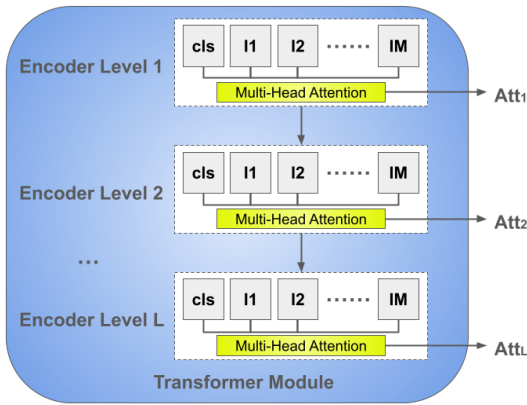 Encoder Level 1
cls I1 I2 ...... IM
Multi-Head Attention
Att1
Encoder Level 2
cls I1 I2 ...... IM
Multi-Head Attention
Att2
...
Encoder Level L
cls I1 I2 ...... IM
Multi-Head Attention
AttL
Transformer Module